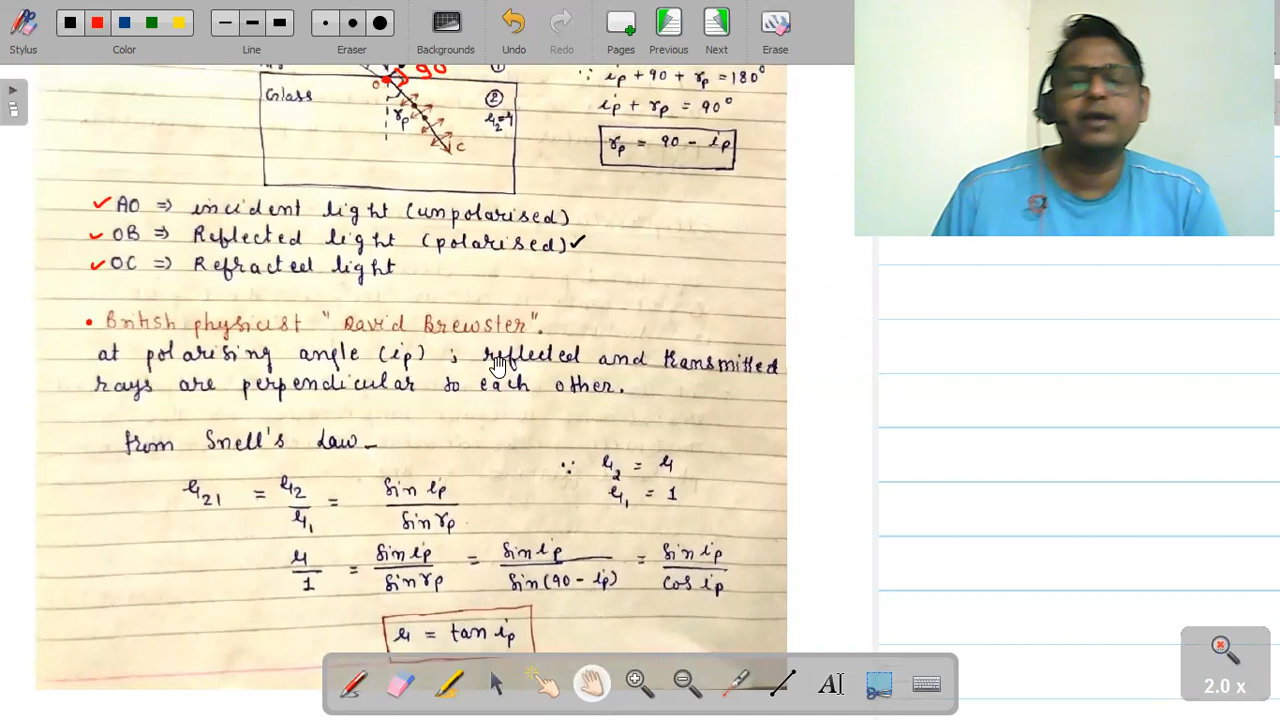 Stylus
Color
Line
Eraser
Backgrounds
Undo
Redo
Pages
Previous
Next
Erase
90
O
①
Glass
②
rp
μ2=μ
C
∵ ip + 90 + rp = 180°
ip + rp = 90°
rp = 90 - ip
✓ AO ⇒ incident light (unpolarised)
✓ OB ⇒ Reflected light (polarised) ✓
✓ OC ⇒ Refracted light
• British physicist "David Brewster".
at polarising angle (ip) ; reflected and transmitted
rays are perpendicular to each other.
from Snell's Law -
μ21 = μ2/μ1 = Sin ip / Sin rp
∵ μ2 = μ
μ1 = 1
μ/1 = Sin ip / Sin rp = Sin ip / Sin(90 - ip) = Sin ip / Cos ip
μ = tan ip
AI
2.0 x